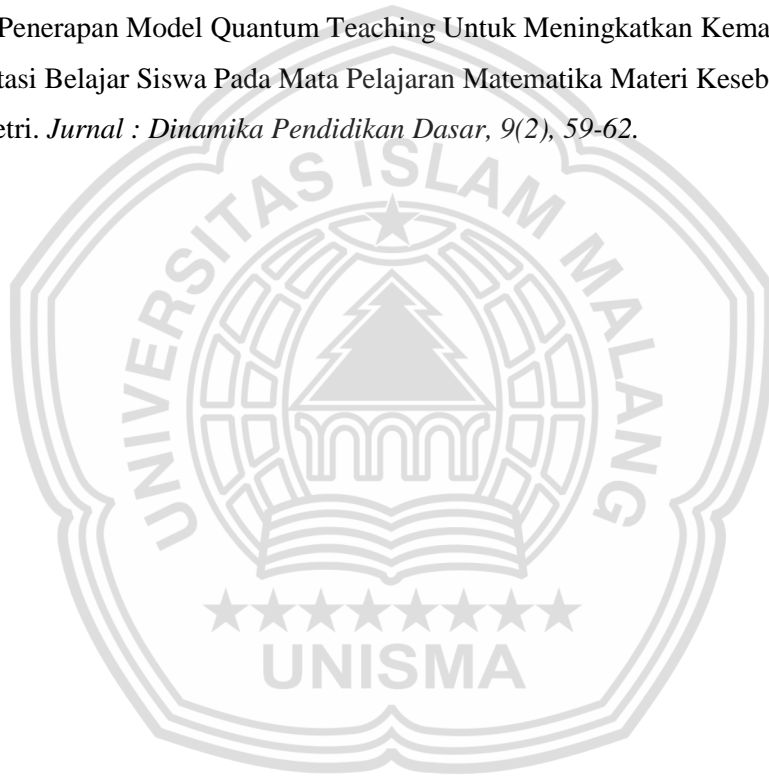 Penerapan Model Quantum Teaching Untuk Meningkatkan Kema
tasi Belajar Siswa Pada Mata Pelajaran Matematika Materi Keseb
etri. Jurnal : Dinamika Pendidikan Dasar, 9(2), 59-62.
UNIVERSITAS ISLAM MALANG
UNISMA